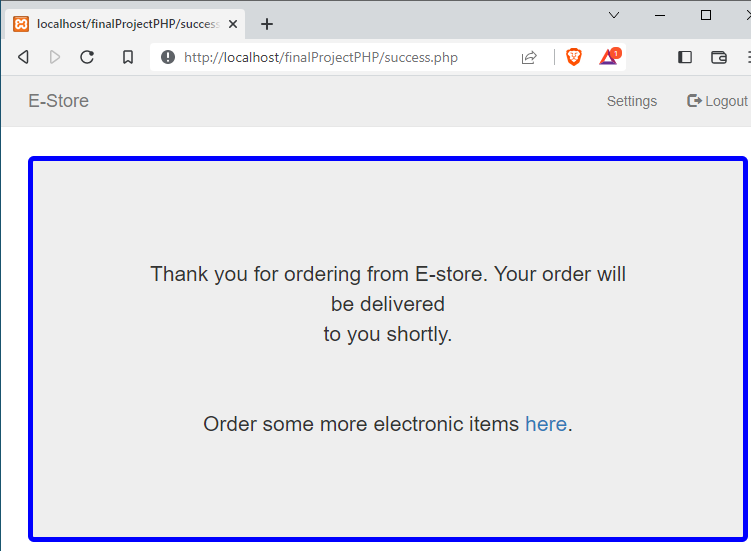 localhost/finalProjectPHP/success
http://localhost/finalProjectPHP/success.php
1
E-Store
Settings
Logout
Thank you for ordering from E-store. Your order will
be delivered
to you shortly.
Order some more electronic items here.